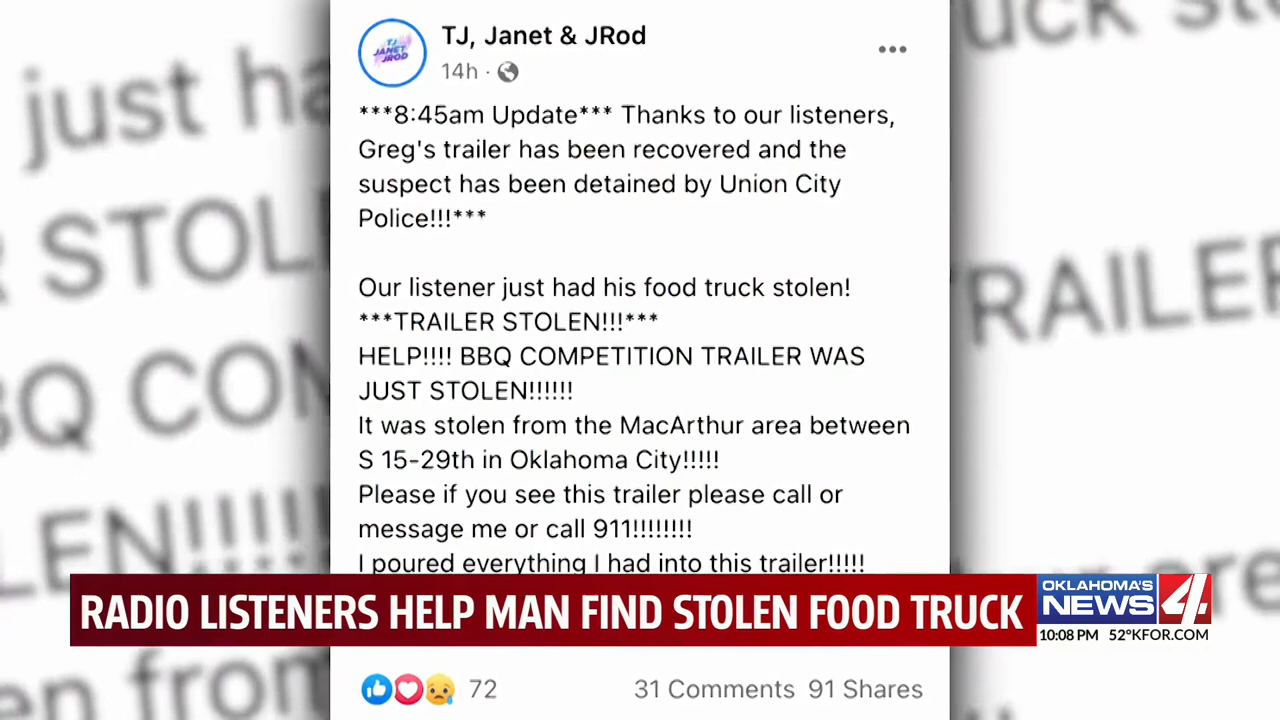 TJ, Janet & JRod
TJ
JANET
JROD
14h ·
***8:45am Update*** Thanks to our listeners,
Greg's trailer has been recovered and the
suspect has been detained by Union City
Police!!!***
Our listener just had his food truck stolen!
***TRAILER STOLEN!!!***
HELP!!!! BBQ COMPETITION TRAILER WAS
JUST STOLEN!!!!!!
It was stolen from the MacArthur area between
S 15-29th in Oklahoma City!!!!!
Please if you see this trailer please call or
message me or call 911!!!!!!!!
I poured everything I had into this trailer!!!!!
RADIO LISTENERS HELP MAN FIND STOLEN FOOD TRUCK
OKLAHOMA'S
NEWS 4
10:08 PM 52° KFOR.COM
72
31 Comments 91 Shares